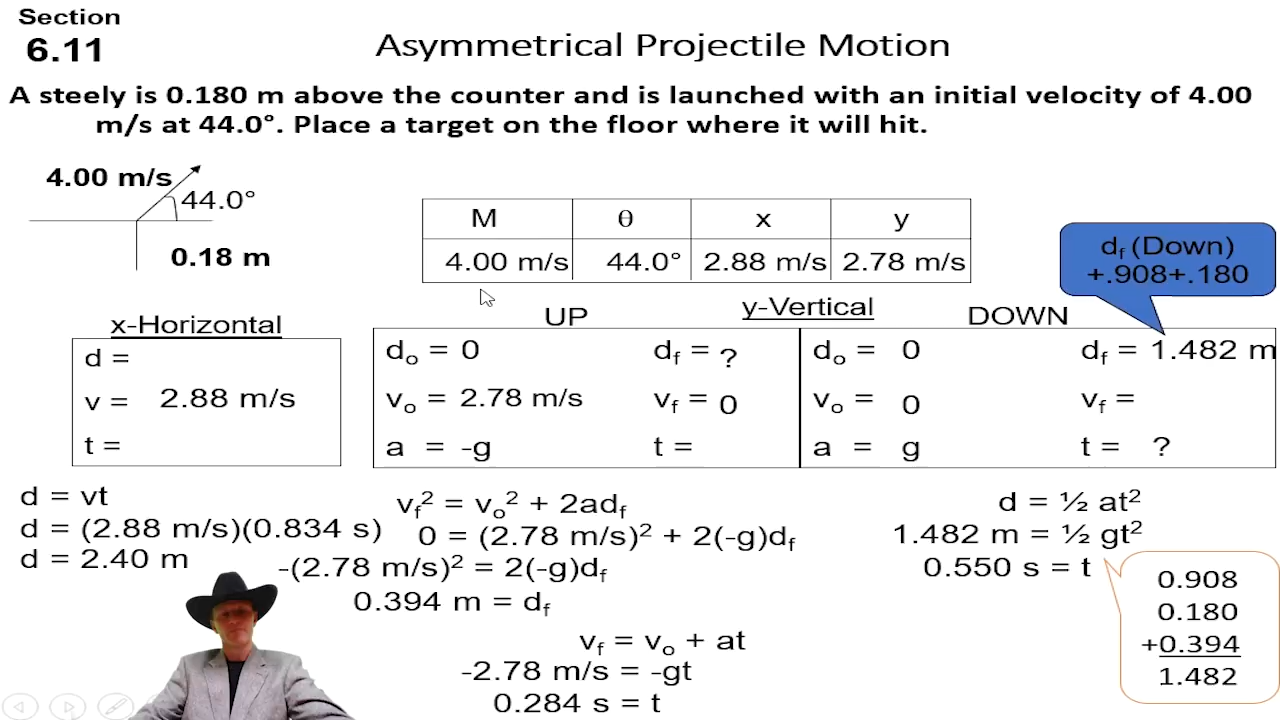 Section
6.11
Asymmetrical Projectile Motion
A steely is 0.180 m above the counter and is launched with an initial velocity of 4.00
m/s at 44.0°. Place a target on the floor where it will hit.
4.00 m/s
44.0°
0.18 m
M θ x y
4.00 m/s 44.0° 2.88 m/s 2.78 m/s
df (Down)
+.908+.180
x-Horizontal
d =
v = 2.88 m/s
t =
UP y-Vertical DOWN
do = 0 df = ? do = 0 df = 1.482 m
vo = 2.78 m/s vf = 0 vo = 0 vf =
a = -g t = a = g t = ?
d = vt
d = (2.88 m/s)(0.834 s)
d = 2.40 m
vf² = vo² + 2adf
0 = (2.78 m/s)² + 2(-g)df
-(2.78 m/s)² = 2(-g)df
0.394 m = df
vf = vo + at
-2.78 m/s = -gt
0.284 s = t
d = ½ at²
1.482 m = ½ gt²
0.550 s = t
0.908
0.180
+0.394
1.482